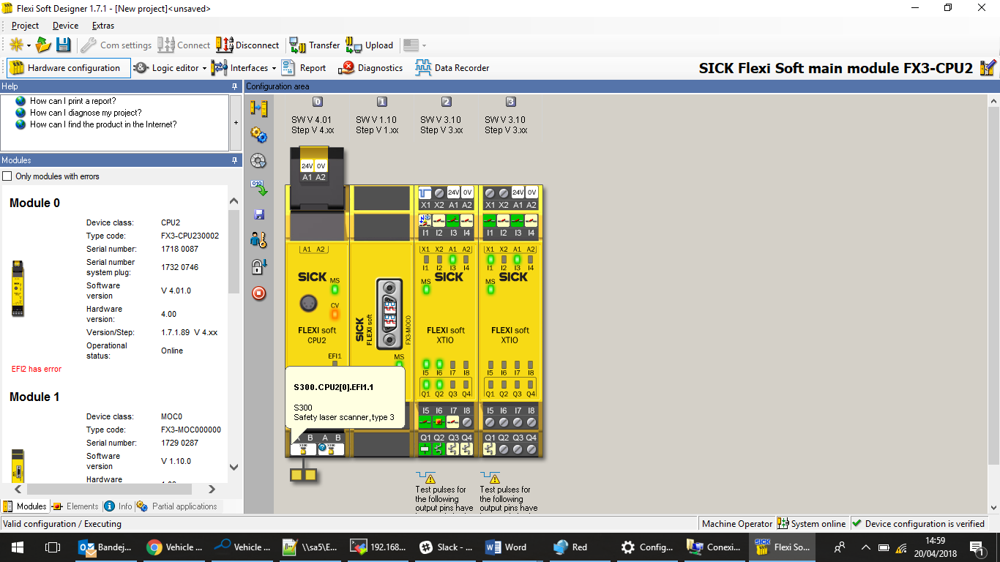 Flexi Soft Designer 1.7.1 - [New project]<unsaved>
Project Device Extras
Com settings Connect Disconnect Transfer Upload
Hardware configuration Logic editor Interfaces Report Diagnostics Data Recorder SICK Flexi Soft main module FX3-CPU2
Help
How can I print a report?
How can I diagnose my project?
How can I find the product in the Internet?
+
Modules
Only modules with errors
Module 0
Device class: CPU2
Type code: FX3-CPU230002
Serial number: 1718 0087
Serial number
system plug: 1732 0746
Software
version V 4.01.0
Hardware
version: 4.00
Version/Step: 1.7.1.89 V 4.xx
Operational
status: Online
EFI2 has error
Module 1
Device class: MOC0
Type code: FX3-MOC000000
Serial number: 1729 0287
Software
version V 1.10.0
Hardware
Modules Elements Info Partial applications
Configuration area
0 1 2 3
SW V 4.01 SW V 1.10 SW V 3.10 SW V 3.10
Step V 4.xx Step V 1.xx Step V 3.xx Step V 3.xx
24V 0V
A1 A2
24V 0V 24V 0V
X1 X2 A1 A2 X1 X2 A1 A2
I1 I2 I3 I4 I1 I2 I3 I4
A1 A2 X1 X2 A1 A2 X1 X2 A1 A2
I1 I2 I3 I4 I1 I2 I3 I4
SICK SICK SICK
MS MS MS
CV
FLEXI soft FLEXI soft FLEXI soft
CPU2 XTIO XTIO
SICK
FLEXI soft
FX3-MOC0
EFI1 MS
I5 I6 I7 I8 I5 I6 I7 I8
Q1 Q2 Q3 Q4 Q1 Q2 Q3 Q4
S300.CPU2[0].EFI1.1
S300
Safety laser scanner, type 3
I5 I6 I7 I8 I5 I6 I7 I8
B A B Q1 Q2 Q3 Q4 Q1 Q2 Q3 Q4
Test pulses for Test pulses for
the following the following
output pins have output pins have
Valid configuration / Executing Machine Operator System online Device configuration is verified
Bandej... Vehicle ... Vehicle ... \\sa5\E... 192.168... Slack - ... Word Red Config... Conexi... Flexi So... 14:59
20/04/2018
1